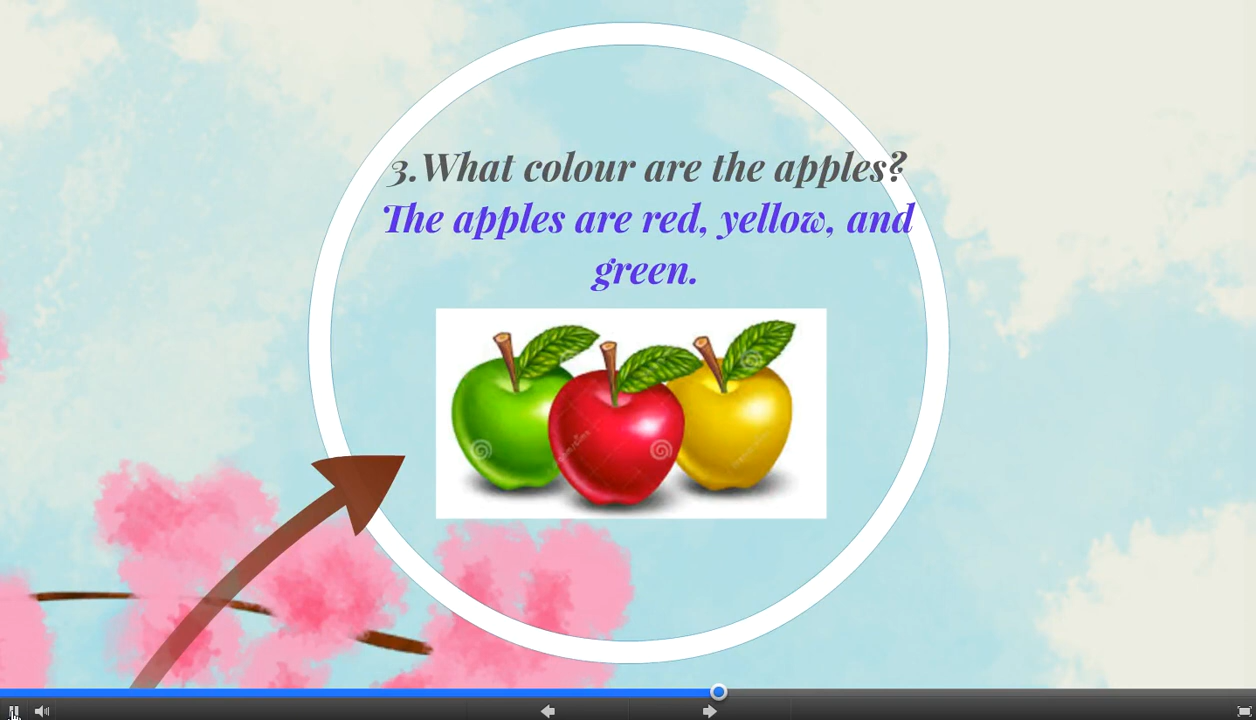 3.What colour are the apples?
The apples are red, yellow, and
green.